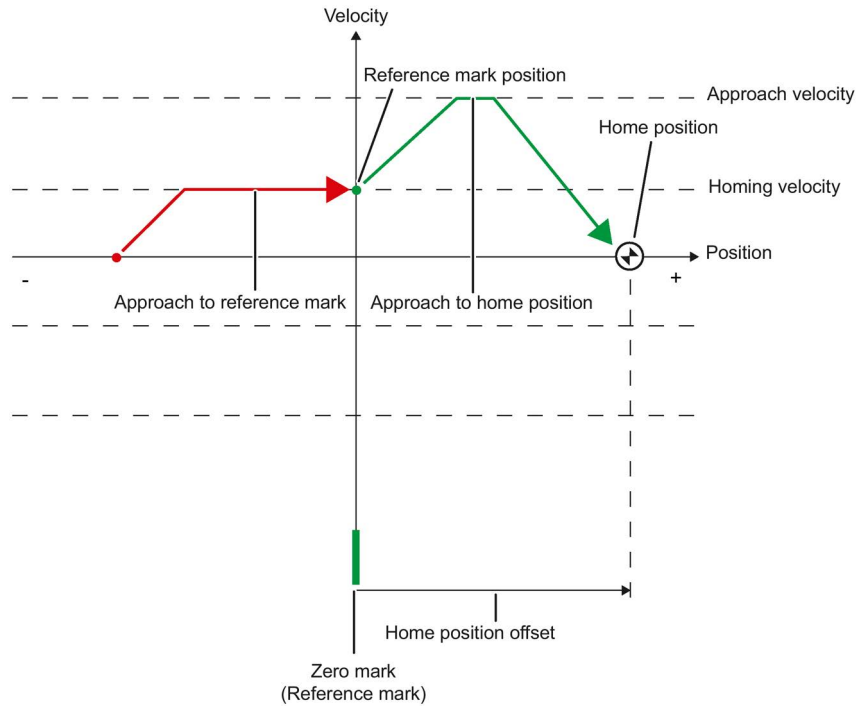 Velocity
Reference mark position
Approach velocity
Home position
Homing velocity
Position
-
+
Approach to reference mark
Approach to home position
Home position offset
Zero mark
(Reference mark)